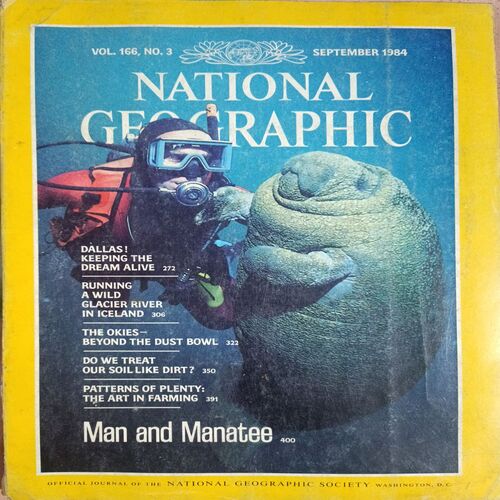 VOL. 166, NO. 3 SEPTEMBER 1984
NATIONAL
GEOGRAPHIC
DALLAS!
KEEPING THE
DREAM ALIVE 272
RUNNING
A WILD
GLACIER RIVER
IN ICELAND 306
THE OKIES—
BEYOND THE DUST BOWL 322
DO WE TREAT
OUR SOIL LIKE DIRT? 350
PATTERNS OF PLENTY:
THE ART IN FARMING 391
Man and Manatee 400
OFFICIAL JOURNAL OF THE NATIONAL GEOGRAPHIC SOCIETY WASHINGTON, D.C.